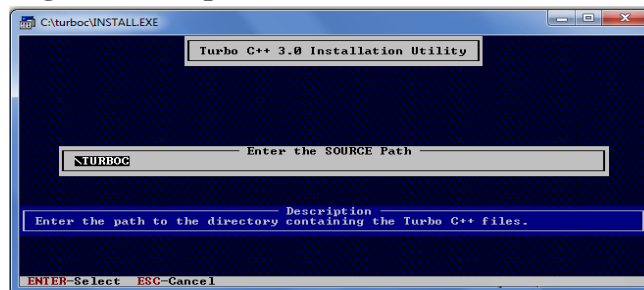 C:\turboc\INSTALL.EXE
Turbo C++ 3.0 Installation Utility
Enter the SOURCE Path
\TURBOC
Description
Enter the path to the directory containing the Turbo C++ files.
ENTER-Select ESC-Cancel